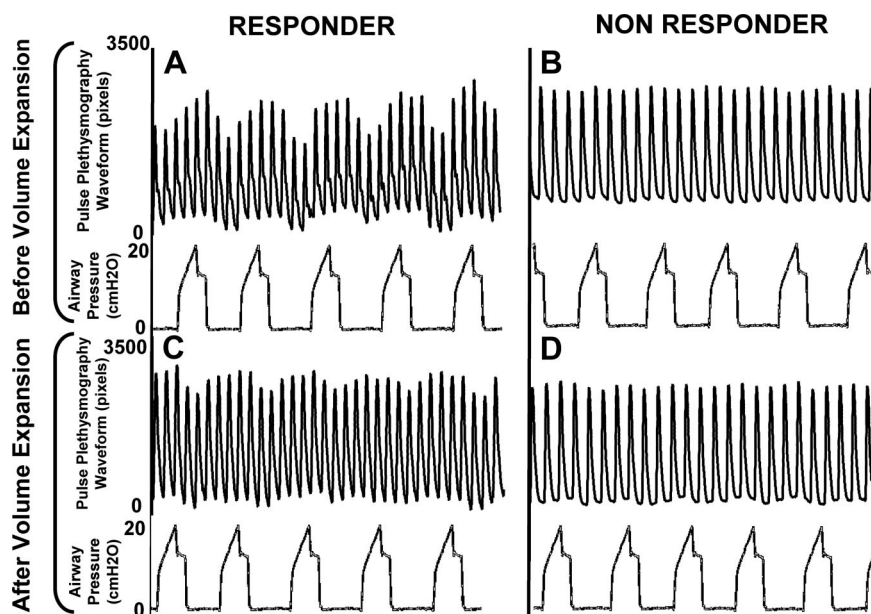 RESPONDER
NON RESPONDER
Before Volume Expansion
Pulse Plethysmography
Waveform (pixels)
3500
0
A
B
Airway
Pressure
(cmH2O)
20
0
After Volume Expansion
Pulse Plethysmography
Waveform (pixels)
3500
0
C
D
Airway
Pressure
(cmH2O)
20
0